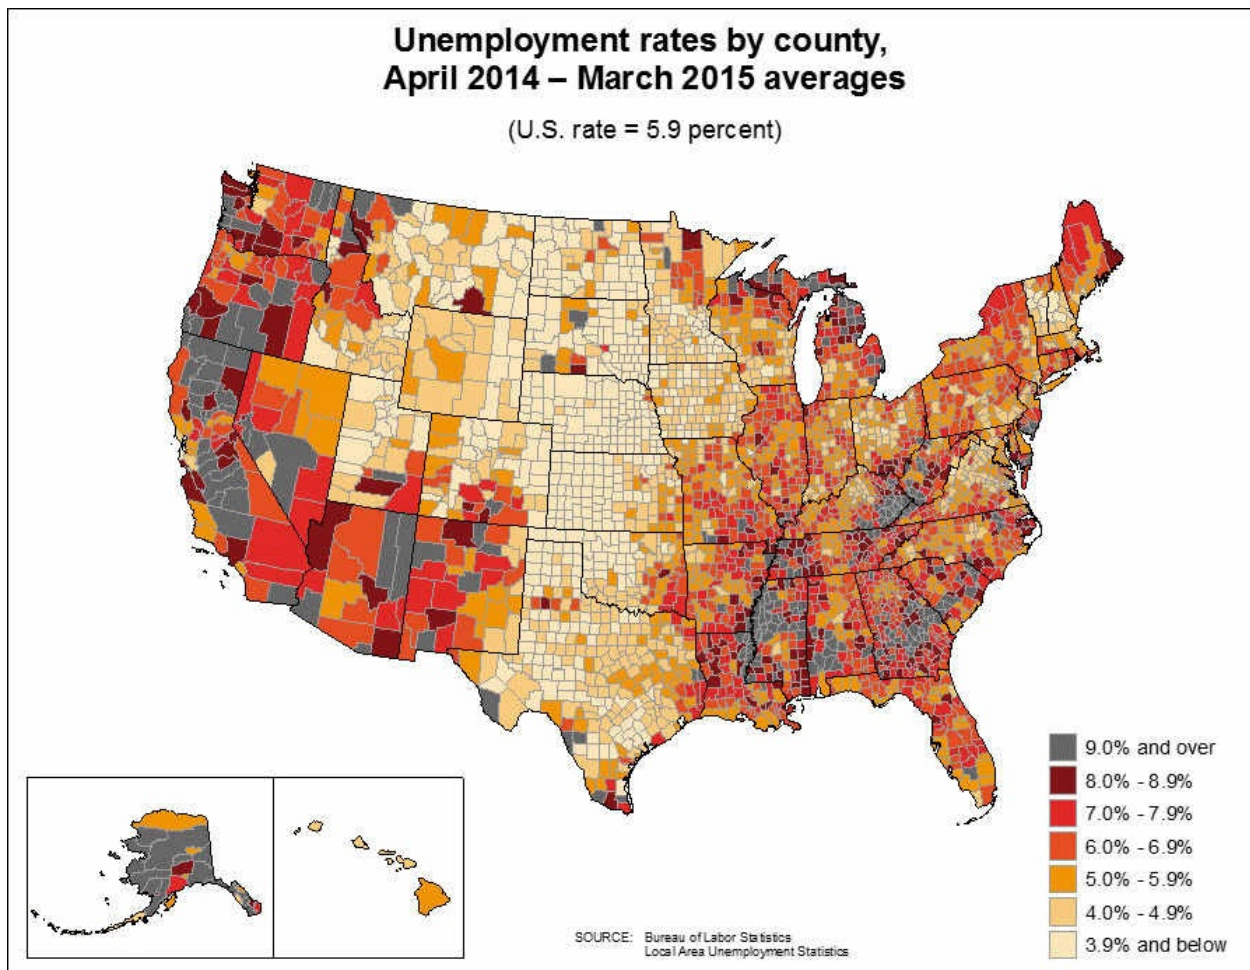 Unemployment rates by county,
April 2014 – March 2015 averages
(U.S. rate = 5.9 percent)
9.0% and over
8.0% - 8.9%
7.0% - 7.9%
6.0% - 6.9%
5.0% - 5.9%
4.0% - 4.9%
3.9% and below
SOURCE: Bureau of Labor Statistics
Local Area Unemployment Statistics